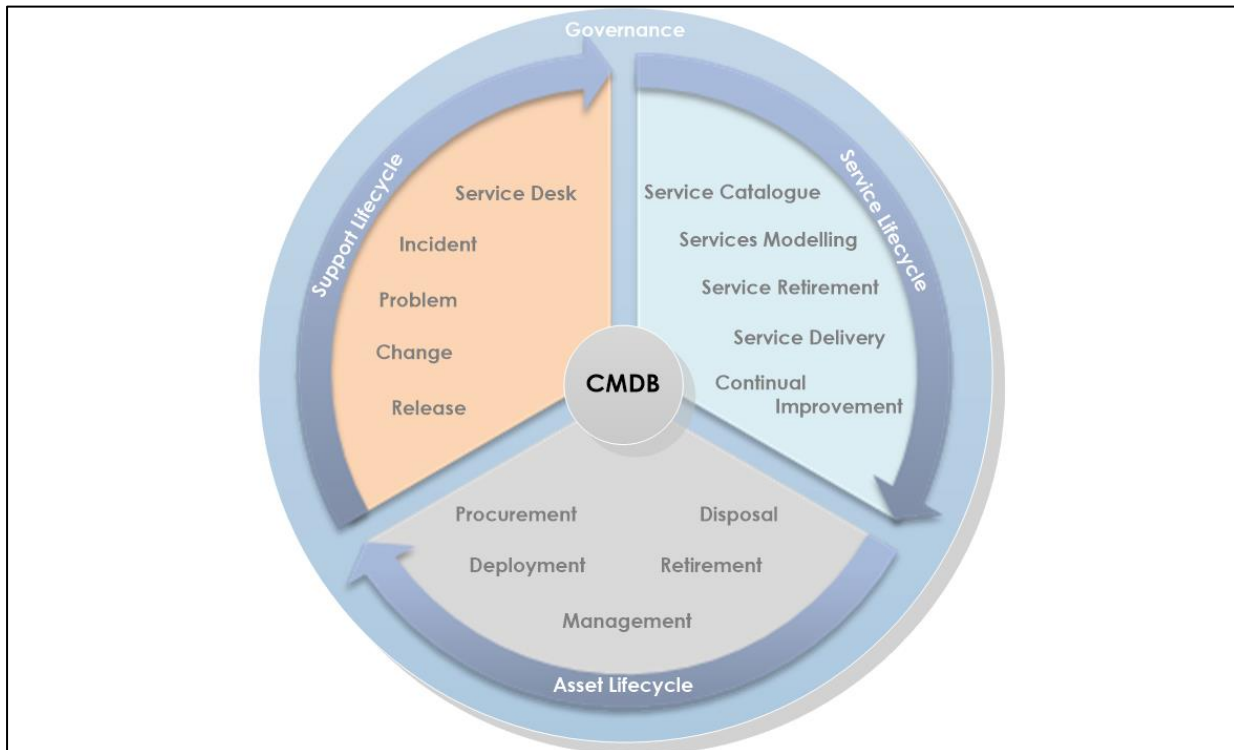 Governance
Support Lifecycle
Service Desk
Incident
Problem
Change
Release
Service Lifecycle
Service Catalogue
Services Modelling
Service Retirement
Service Delivery
Continual
Improvement
CMDB
Procurement
Disposal
Deployment
Retirement
Management
Asset Lifecycle